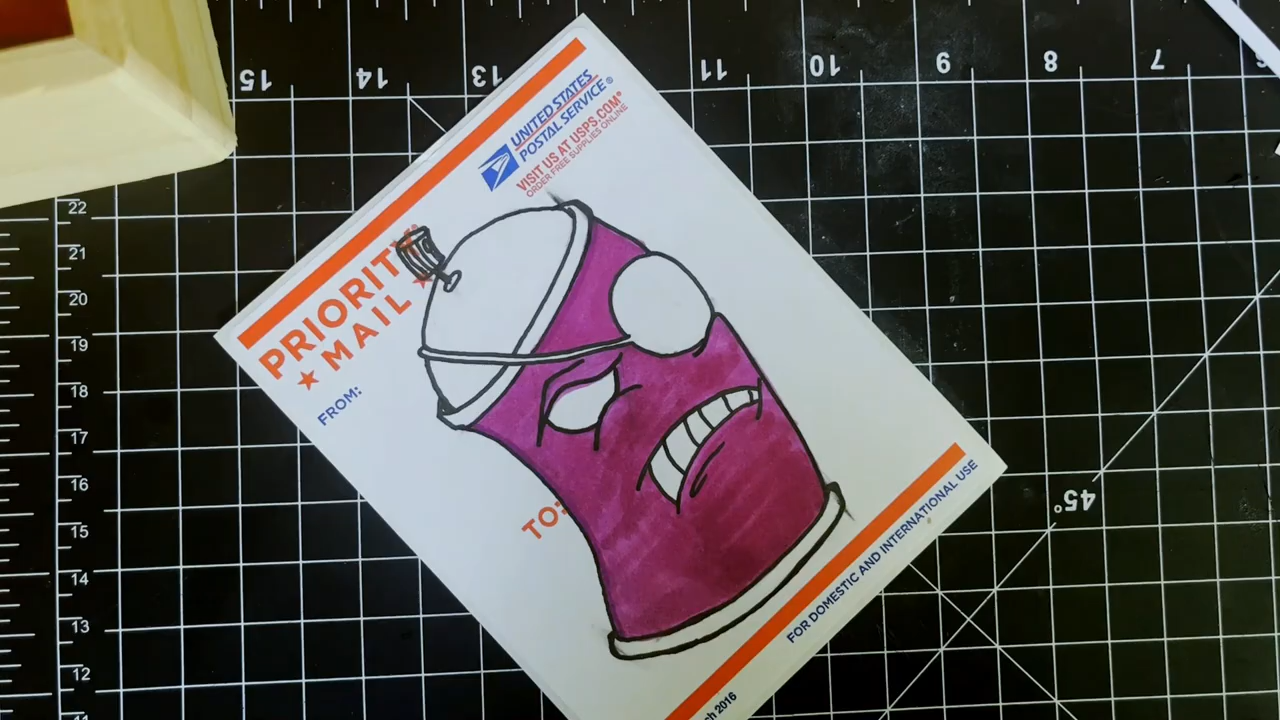 15 14 13 11 10 9 8 7
UNITED STATES
POSTAL SERVICE®
VISIT US AT USPS.COM®
ORDER FREE SUPPLIES ONLINE
PRIORITY
★ MAIL ★
FROM:
TO:
FOR DOMESTIC AND INTERNATIONAL USE
2016
45°
22
21
20
19
18
17
16
15
14
13
12